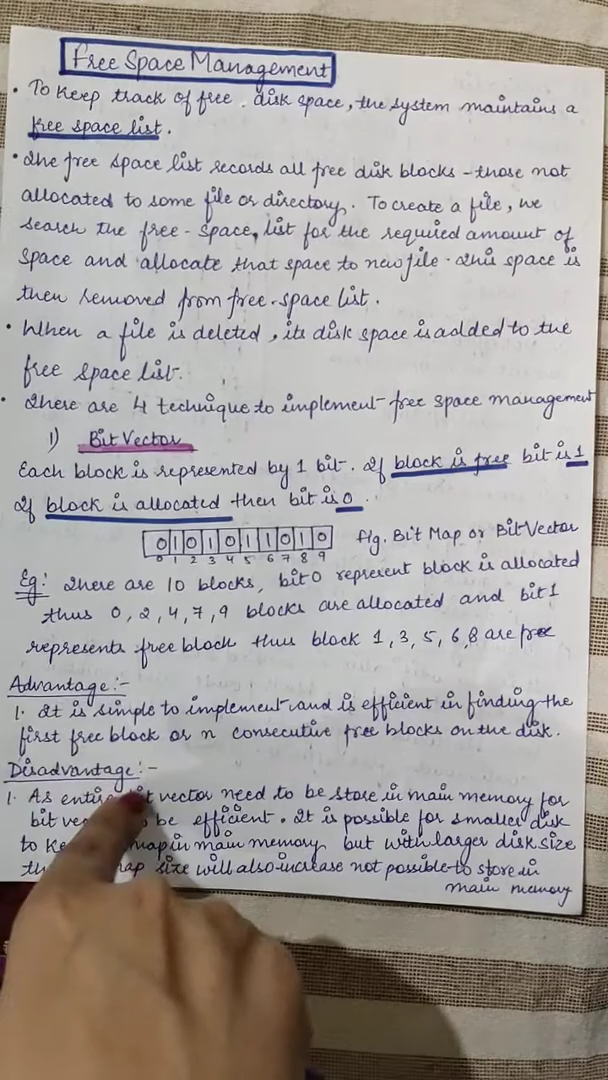 Free Space Management
• To keep track of free disk space, the system maintains a
free space list.
• The free space list records all free disk blocks - those not
allocated to some file or directory. To create a file, we
search the free-space, list for the required amount of
space and allocate that space to new file. This space is
then removed from free-space list.
• When a file is deleted, its disk space is added to the
free space list.
• There are 4 technique to implement free space management
1) Bit Vector
Each block is represented by 1 bit. If block is free bit is 1
If block is allocated then bit is 0.
0 1 0 1 0 1 1 0 1 0 fig. Bit Map or Bit Vector
0 1 2 3 4 5 6 7 8 9
Eg: There are 10 blocks, bit 0 represent block is allocated
thus 0, 2, 4, 7, 9 blocks are allocated and bit 1
represents free block thus block 1, 3, 5, 6, 8 are free
Advantage:-
1. It is simple to implement and is efficient in finding the
first free block or n consecutive free blocks on the disk.
Disadvantage:-
1. As entire bit vector need to be store in main memory for
bit be efficient. It is possible for smaller disk
to map in main memory but with larger disk size
map size will also increase not possible to store in
main memory